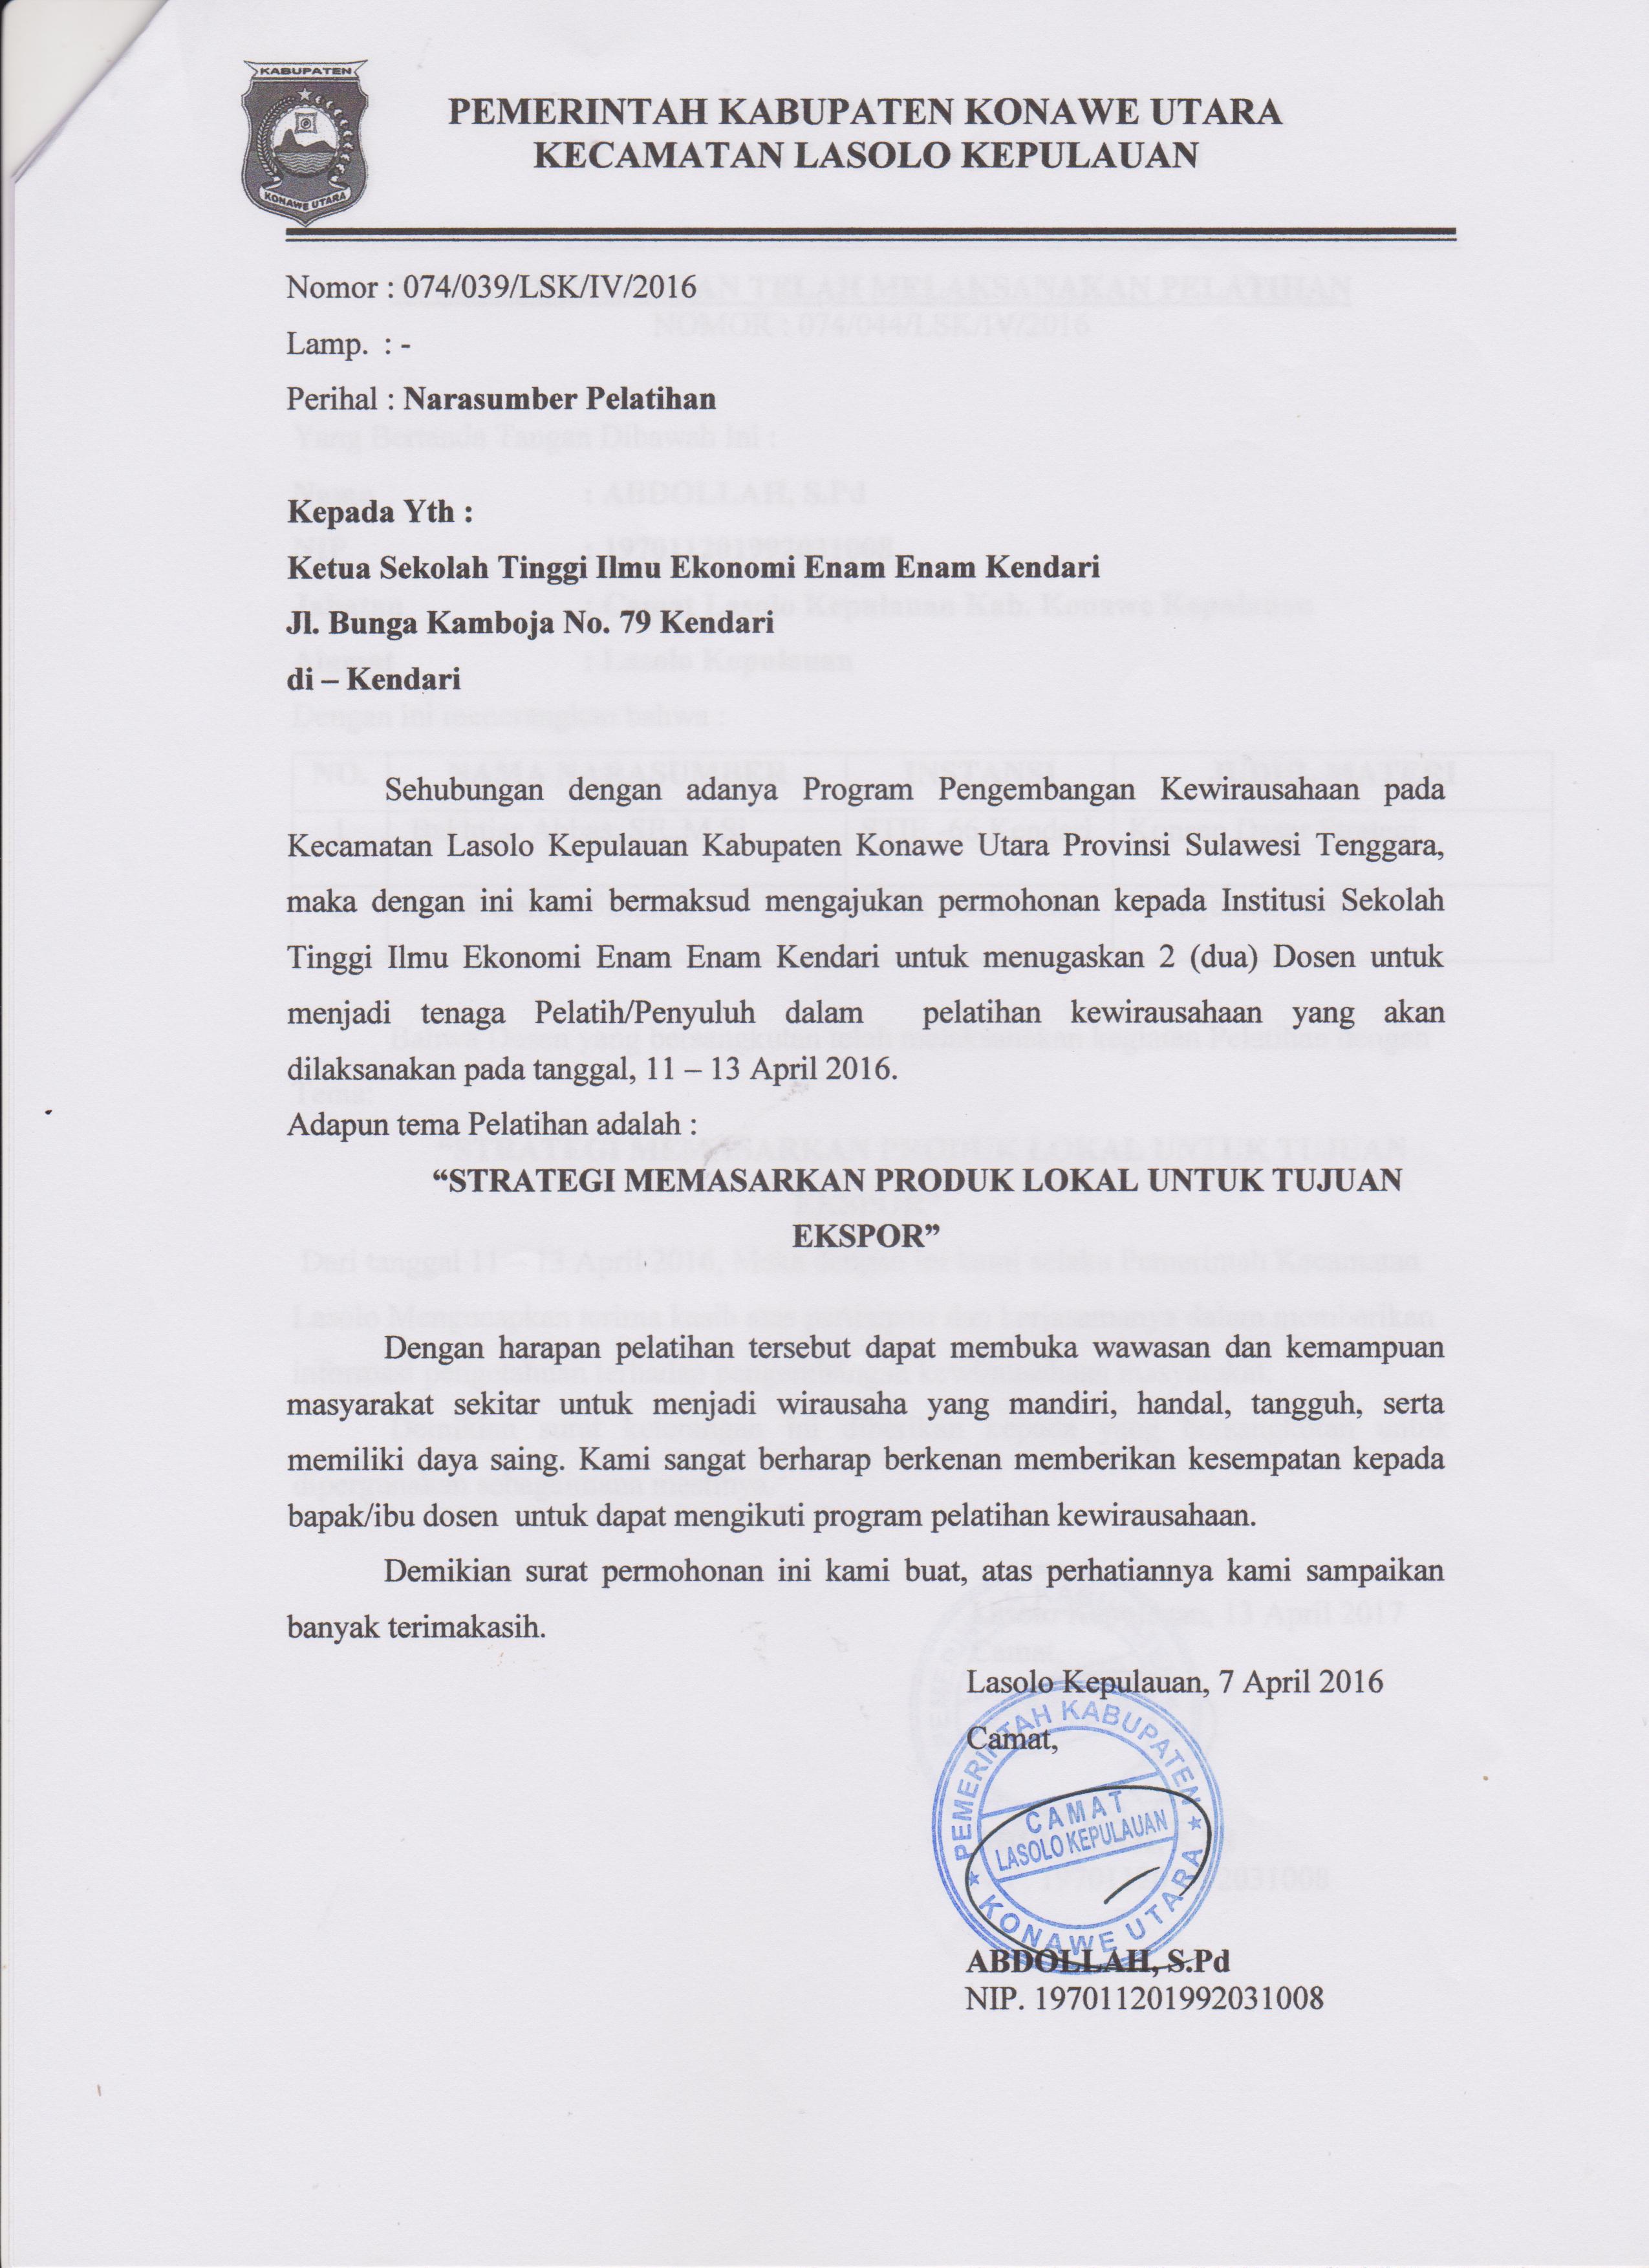 KABUPATEN
KONAWE UTARA
PEMERINTAH KABUPATEN KONAWE UTARA
KECAMATAN LASOLO KEPULAUAN
Nomor : 074/039/LSK/IV/2016
Lamp. : -
Perihal : Narasumber Pelatihan
Kepada Yth :
Ketua Sekolah Tinggi Ilmu Ekonomi Enam Enam Kendari
Jl. Bunga Kamboja No. 79 Kendari
di – Kendari
Sehubungan dengan adanya Program Pengembangan Kewirausahaan pada
Kecamatan Lasolo Kepulauan Kabupaten Konawe Utara Provinsi Sulawesi Tenggara,
maka dengan ini kami bermaksud mengajukan permohonan kepada Institusi Sekolah
Tinggi Ilmu Ekonomi Enam Enam Kendari untuk menugaskan 2 (dua) Dosen untuk
menjadi tenaga Pelatih/Penyuluh dalam pelatihan kewirausahaan yang akan
dilaksanakan pada tanggal, 11 – 13 April 2016.
Adapun tema Pelatihan adalah :
“STRATEGI MEMASARKAN PRODUK LOKAL UNTUK TUJUAN
EKSPOR”
Dengan harapan pelatihan tersebut dapat membuka wawasan dan kemampuan
masyarakat sekitar untuk menjadi wirausaha yang mandiri, handal, tangguh, serta
memiliki daya saing. Kami sangat berharap berkenan memberikan kesempatan kepada
bapak/ibu dosen untuk dapat mengikuti program pelatihan kewirausahaan.
Demikian surat permohonan ini kami buat, atas perhatiannya kami sampaikan
banyak terimakasih.
Lasolo Kepulauan, 7 April 2016
Camat,
PEMERINTAH KABUPATEN
CAMAT
LASOLO KEPULAUAN
KONAWE UTARA
ABDOLLAH, S.Pd
NIP. 197011201992031008